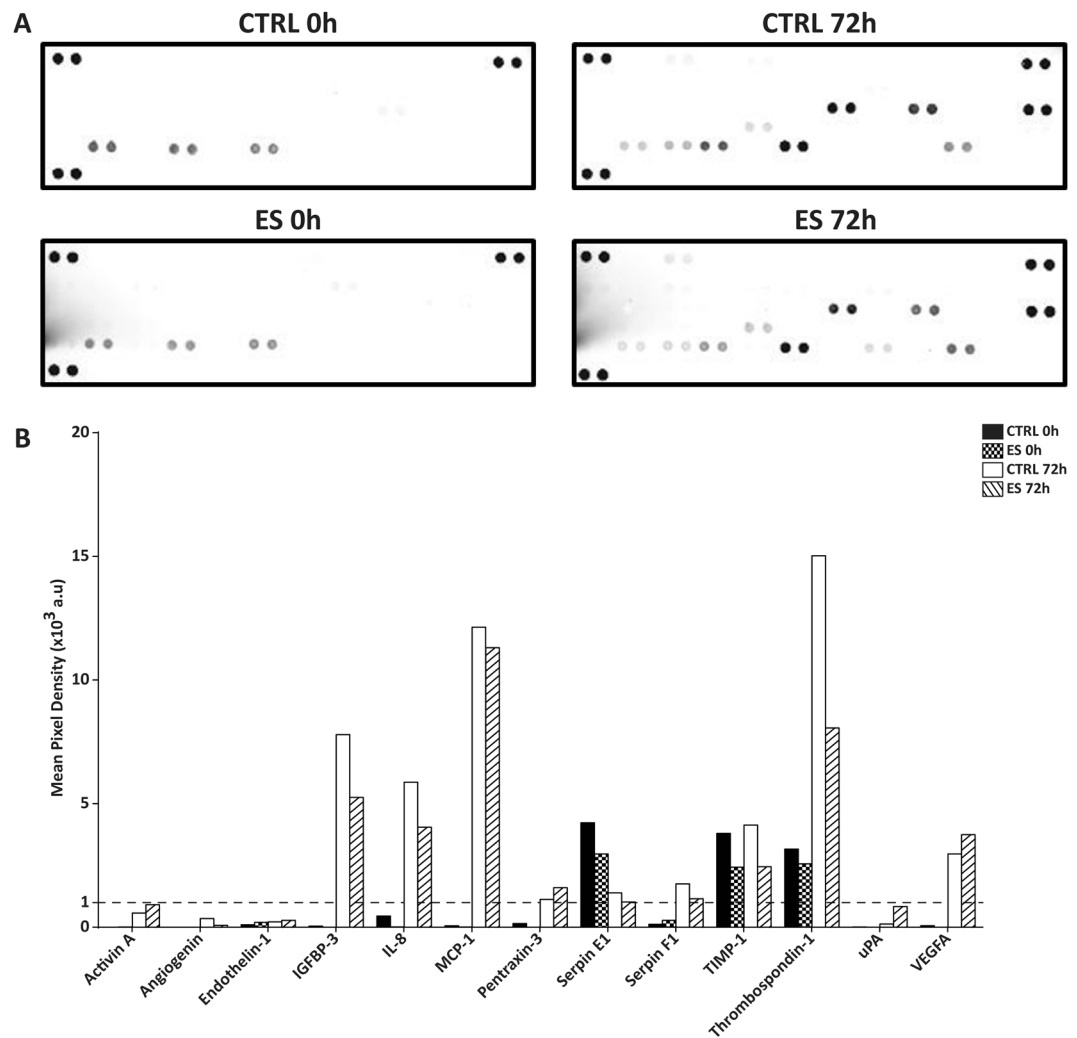 A
CTRL 0h
CTRL 72h
ES 0h
ES 72h
B
CTRL 0h
ES 0h
CTRL 72h
ES 72h
Mean Pixel Density (x10³ a.u)
20
15
10
5
1
0
Activin A
Angiogenin
Endothelin-1
IGFBP-3
IL-8
MCP-1
Pentraxin-3
Serpin E1
Serpin F1
TIMP-1
Thrombospondin-1
uPA
VEGFA